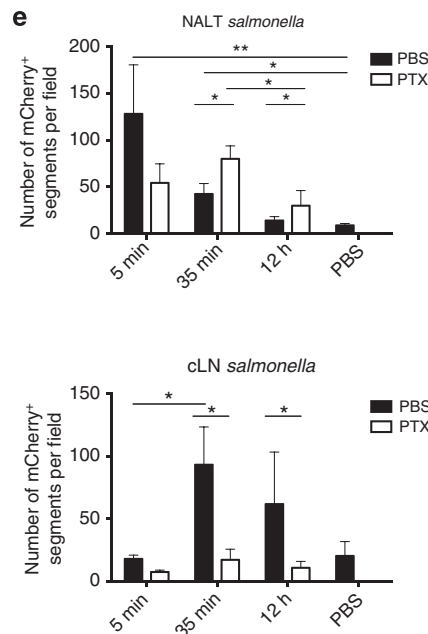 e
NALT salmonella
Number of mCherry+
segments per field
200
150
100
50
0
**
*
*
*
*
PBS
PTX
5 min
35 min
12 h
PBS
cLN salmonella
Number of mCherry+
segments per field
150
100
50
0
*
*
*
PBS
PTX
5 min
35 min
12 h
PBS